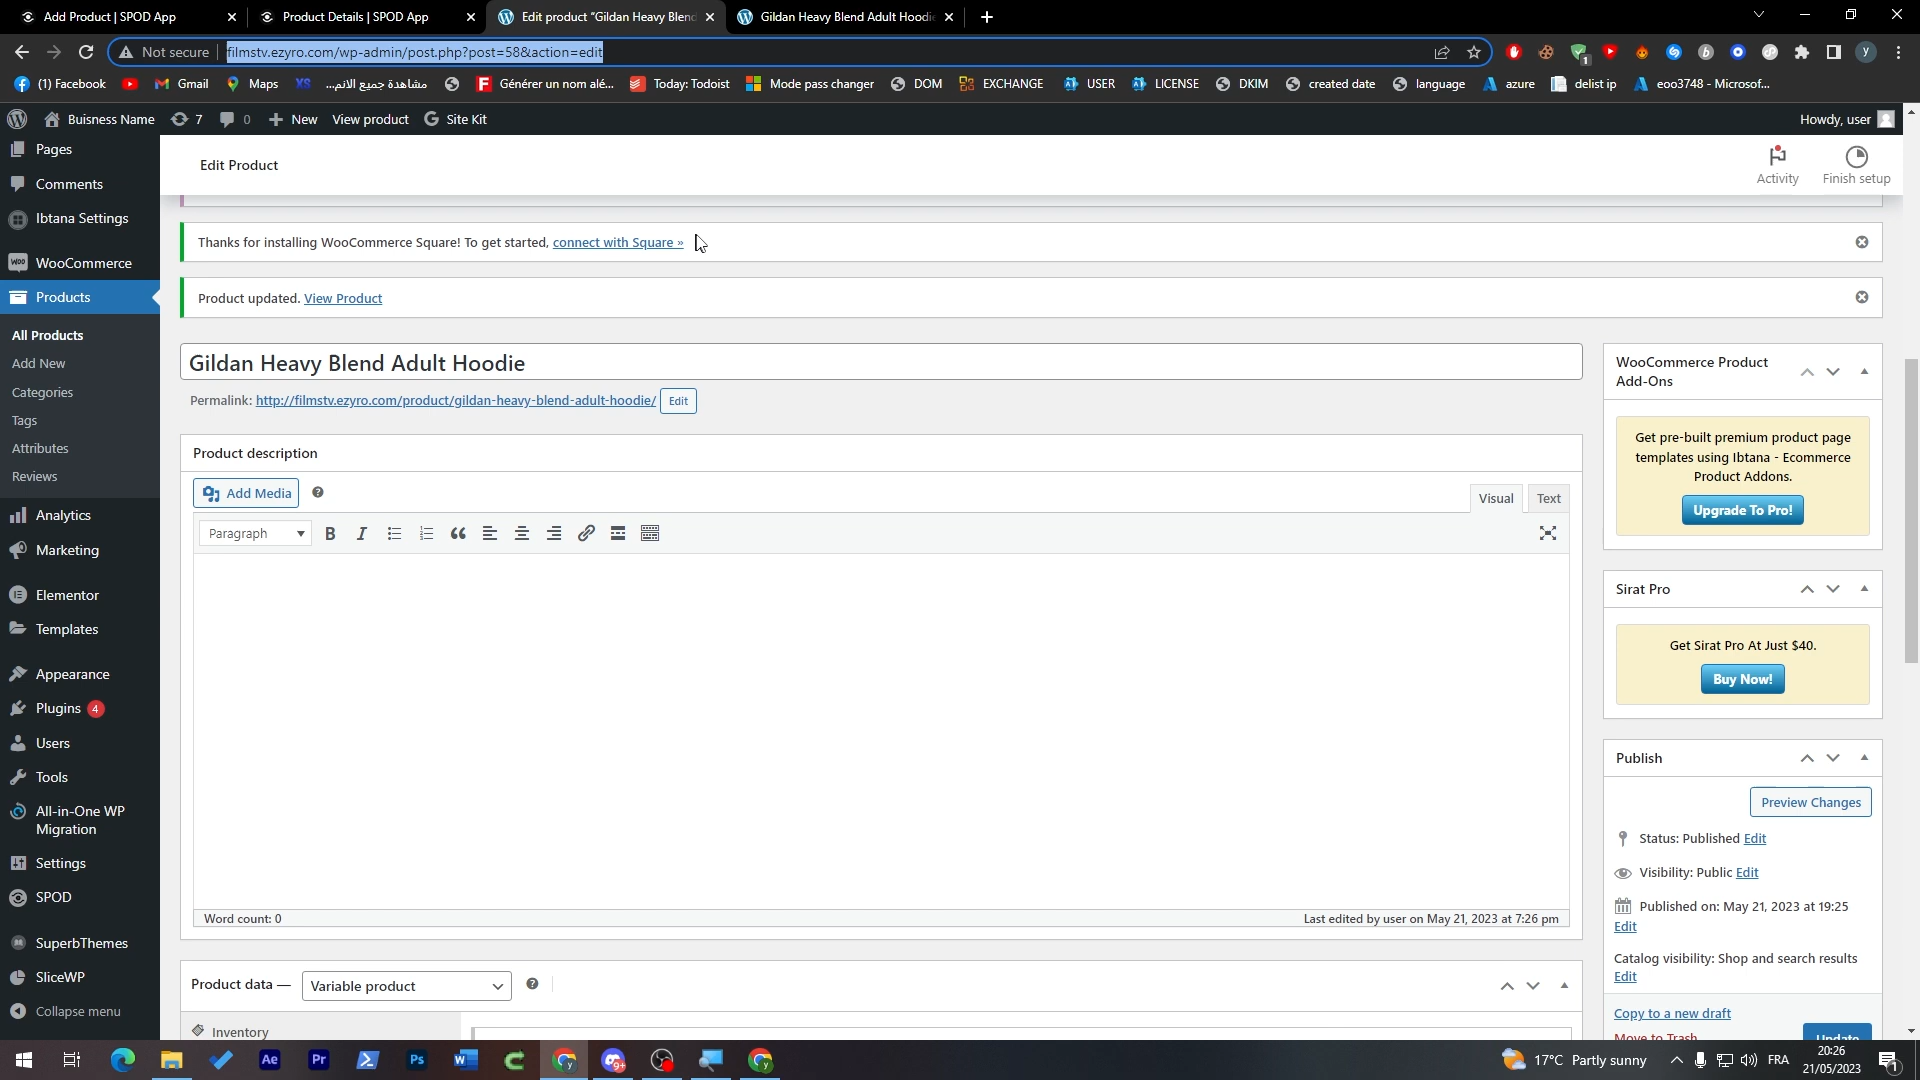 Add Product | SPOD App
Product Details | SPOD App
Edit product "Gildan Heavy Blend
Gildan Heavy Blend Adult Hoodie
Not secure
filmstv.ezyro.com/wp-admin/post.php?post=58&action=edit
1
y
(1) Facebook
Gmail
Maps
XS
مشاهدة جميع الانم...
Générer un nom alé...
Today: Todoist
Mode pass changer
DOM
EXCHANGE
USER
LICENSE
DKIM
created date
language
azure
delist ip
eoo3748 - Microsof...
Buisness Name
7
0
New
View product
Site Kit
Howdy, user
Pages
Comments
Ibtana Settings
WooCommerce
Products
All Products
Add New
Categories
Tags
Attributes
Reviews
Analytics
Marketing
Elementor
Templates
Appearance
Plugins 4
Users
Tools
All-in-One WP
Migration
Settings
SPOD
SuperbThemes
SliceWP
Collapse menu
Edit Product
Activity
Finish setup
Thanks for installing WooCommerce Square! To get started, connect with Square »
Product updated. View Product
Gildan Heavy Blend Adult Hoodie
Permalink: http://filmstv.ezyro.com/product/gildan-heavy-blend-adult-hoodie/ Edit
Product description
Add Media
Visual
Text
Paragraph
Word count: 0
Last edited by user on May 21, 2023 at 7:26 pm
Product data —
Variable product
Inventory
WooCommerce Product
Add-Ons
Get pre-built premium product page
templates using Ibtana - Ecommerce
Product Addons.
Upgrade To Pro!
Sirat Pro
Get Sirat Pro At Just $40.
Buy Now!
Publish
Preview Changes
Status: Published Edit
Visibility: Public Edit
Published on: May 21, 2023 at 19:25
Edit
Catalog visibility: Shop and search results
Edit
Copy to a new draft
Move to Trash
Update
Ae
Pr
Ps
17°C Partly sunny
FRA
20:26
21/05/2023
1